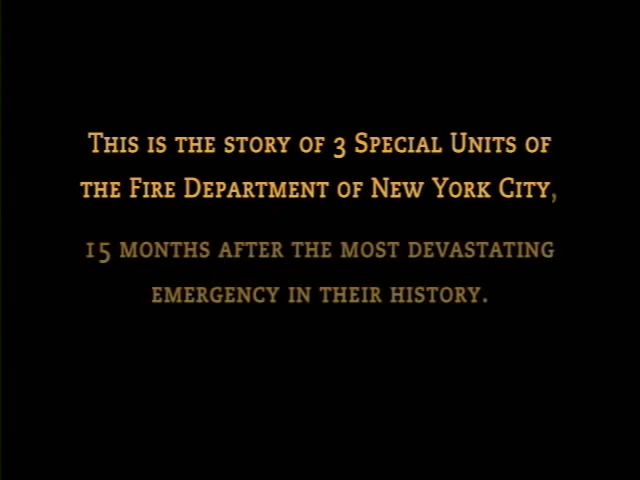 This is the story of 3 Special Units of
the Fire Department of New York City,
15 months after the most devastating
emergency in their history.